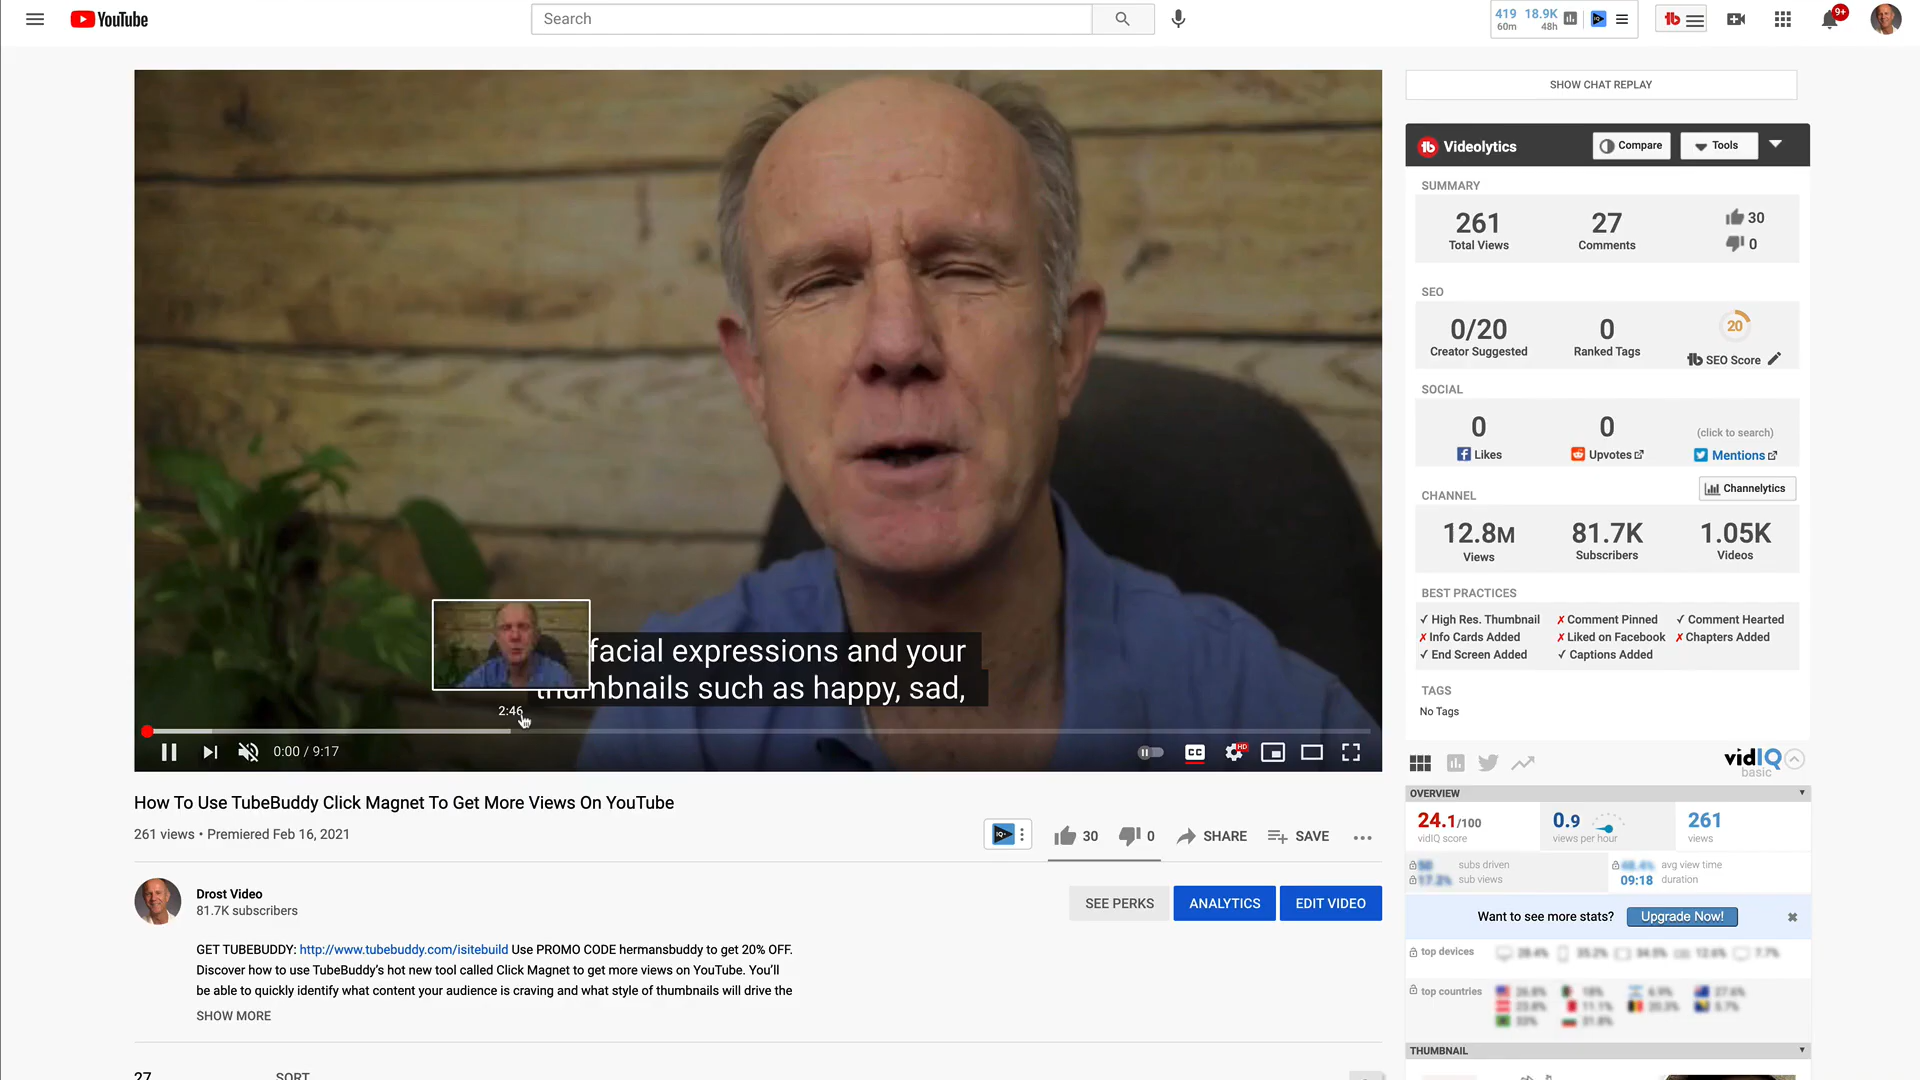 YouTube
Search
419 60m
18.9K 48h
9+
SHOW CHAT REPLAY
Videolytics
Compare
Tools
SUMMARY
261 Total Views
27 Comments
30
0
SEO
0/20 Creator Suggested
0 Ranked Tags
20 SEO Score
SOCIAL
0 Likes
0 Upvotes
(click to search)
Mentions
CHANNEL
Channelytics
12.8M Views
81.7K Subscribers
1.05K Videos
BEST PRACTICES
✓ High Res. Thumbnail ✗ Comment Pinned ✓ Comment Hearted
✗ Info Cards Added ✗ Liked on Facebook ✗ Chapters Added
✓ End Screen Added ✓ Captions Added
TAGS
No Tags
facial expressions and your
thumbnails such as happy, sad,
2:46
0:00 / 9:17
CC
HD
How To Use TubeBuddy Click Magnet To Get More Views On YouTube
261 views • Premiered Feb 16, 2021
30
0
SHARE
SAVE
Drost Video
81.7K subscribers
SEE PERKS
ANALYTICS
EDIT VIDEO
GET TUBEBUDDY: http://www.tubebuddy.com/isitebuild Use PROMO CODE hermansbuddy to get 20% OFF.
Discover how to use TubeBuddy's hot new tool called Click Magnet to get more views on YouTube. You'll
be able to quickly identify what content your audience is craving and what style of thumbnails will drive the
SHOW MORE
27
SORT
vidIQ
basic
OVERVIEW
24.1/100 vidIQ score
0.9 views per hour
261 views
subs driven
sub views
avg view time
09:18 duration
Want to see more stats? Upgrade Now!
top devices
top countries
THUMBNAIL